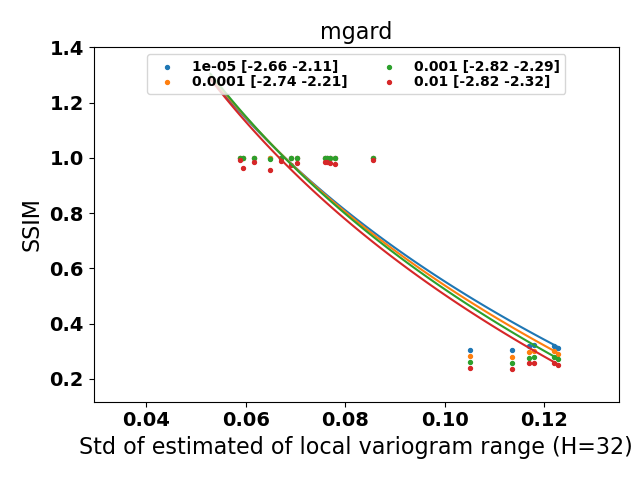 mgard
1e-05 [-2.66 -2.11]
0.0001 [-2.74 -2.21]
0.001 [-2.82 -2.29]
0.01 [-2.82 -2.32]
SSIM
1.4
1.2
1.0
0.8
0.6
0.4
0.2
0.04 0.06 0.08 0.10 0.12
Std of estimated of local variogram range (H=32)